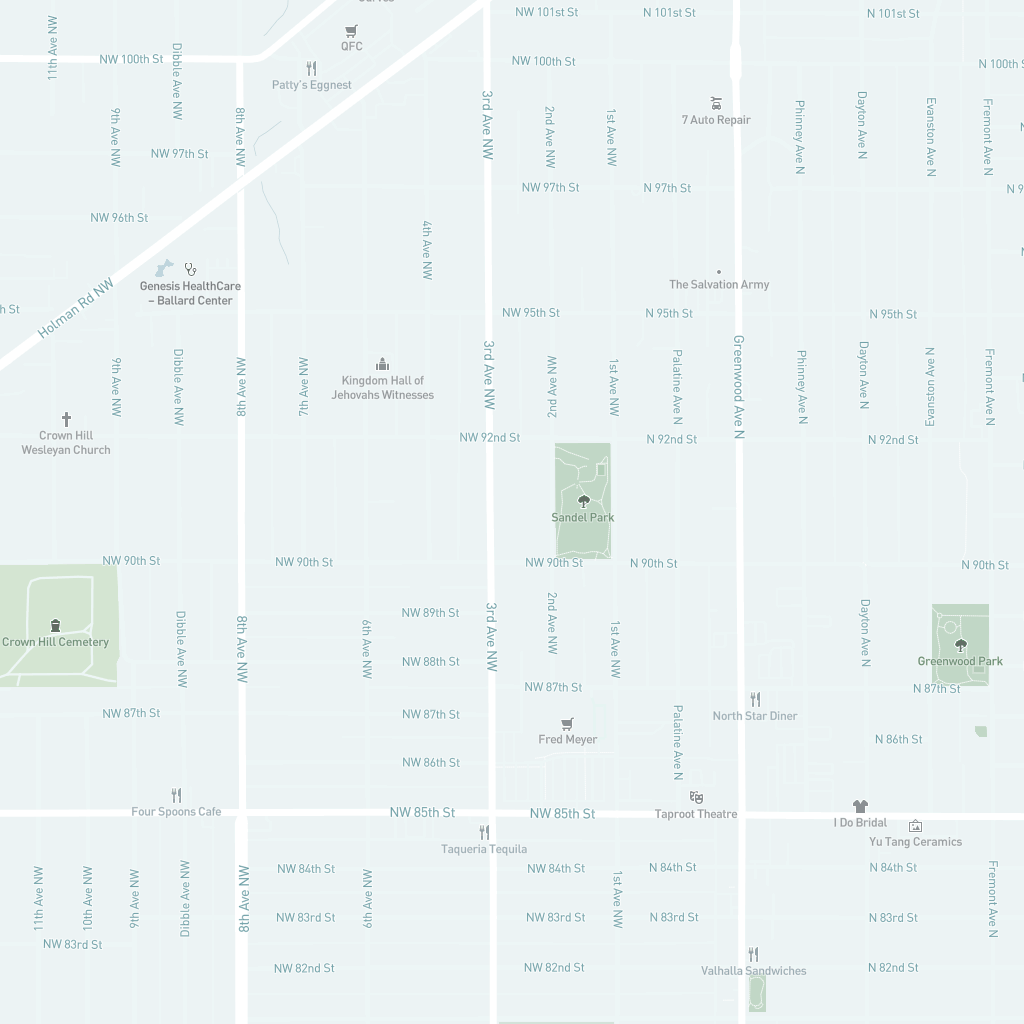 NW 101st St
N 101st St
N 101st St
11th Ave NW
QFC
NW 100th St
Dibble Ave NW
NW 100th St
N 100th S
Patty's Eggnest
9th Ave NW
8th Ave NW
3rd Ave NW
2nd Ave NW
1st Ave NW
7 Auto Repair
Phinney Ave N
Dayton Ave N
Evanston Ave N
Fremont Ave N
NW 97th St
NW 97th St
N 97th St
N 9
NW 96th St
4th Ave NW
Genesis HealthCare
– Ballard Center
The Salvation Army
Holman Rd NW
h St
NW 95th St
N 95th St
N 95th St
9th Ave NW
Dibble Ave NW
8th Ave NW
7th Ave NW
Kingdom Hall of
Jehovahs Witnesses
3rd Ave NW
2nd Ave NW
1st Ave NW
Palatine Ave N
Greenwood Ave N
Phinney Ave N
Dayton Ave N
Evanston Ave N
Fremont Ave N
Crown Hill
Wesleyan Church
NW 92nd St
N 92nd St
N 92nd St
Sandel Park
NW 90th St
NW 90th St
NW 90th St
N 90th St
N 90th St
Crown Hill Cemetery
Dibble Ave NW
8th Ave NW
6th Ave NW
NW 89th St
3rd Ave NW
2nd Ave NW
1st Ave NW
Dayton Ave N
NW 88th St
Greenwood Park
NW 87th St
N 87th St
NW 87th St
NW 87th St
North Star Diner
Palatine Ave N
Fred Meyer
N 86th St
NW 86th St
Four Spoons Cafe
NW 85th St
NW 85th St
Taproot Theatre
I Do Bridal
Yu Tang Ceramics
Taqueria Tequila
NW 84th St
NW 84th St
N 84th St
N 84th St
11th Ave NW
10th Ave NW
9th Ave NW
Dibble Ave NW
8th Ave NW
6th Ave NW
1st Ave NW
Fremont Ave N
NW 83rd St
NW 83rd St
N 83rd St
N 83rd St
NW 83rd St
NW 82nd St
NW 82nd St
Valhalla Sandwiches
N 82nd St